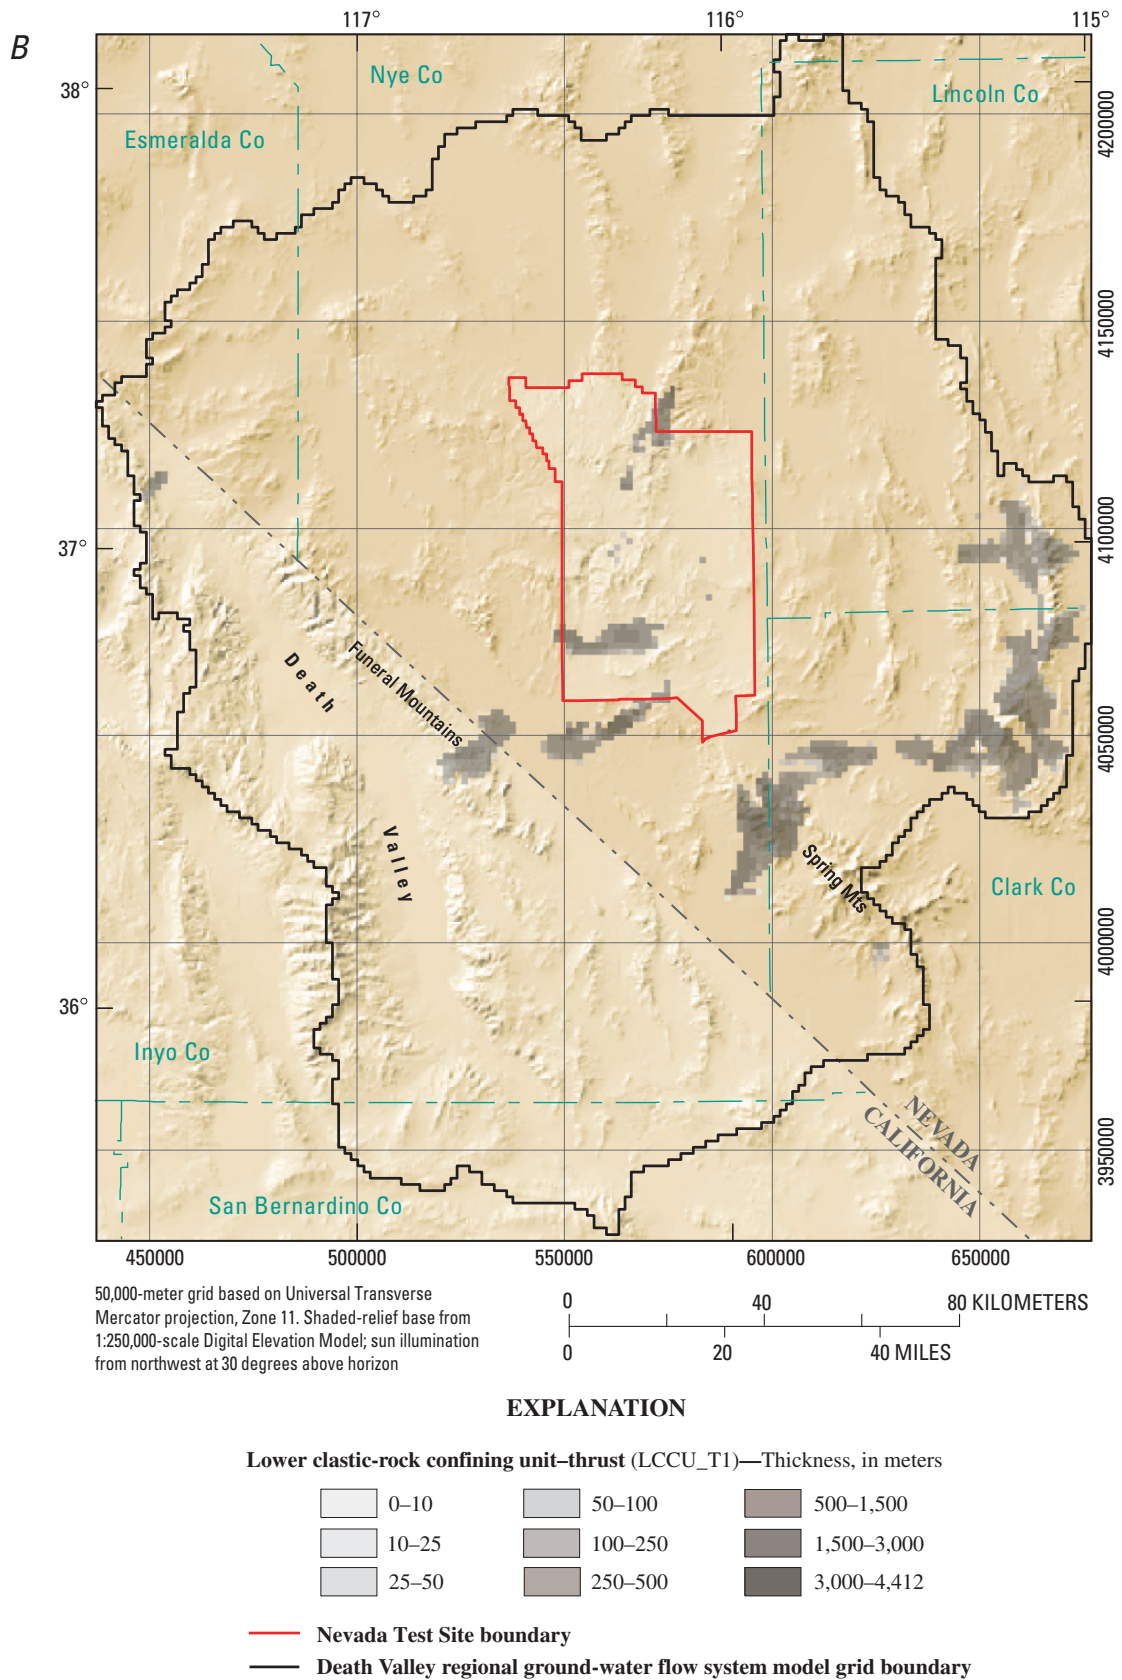 B
117°
116°
115°
38°
37°
36°
4200000
4150000
4100000
4050000
4000000
3950000
Nye Co
Lincoln Co
Esmeralda Co
Funeral Mountains
Death
Valley
Spring Mts
Clark Co
Inyo Co
NEVADA
CALIFORNIA
San Bernardino Co
450000
500000
550000
600000
650000
50,000-meter grid based on Universal Transverse
Mercator projection, Zone 11. Shaded-relief base from
1:250,000-scale Digital Elevation Model; sun illumination
from northwest at 30 degrees above horizon
0 40 80 KILOMETERS
0 20 40 MILES
EXPLANATION
Lower clastic-rock confining unit–thrust (LCCU_T1)—Thickness, in meters
0–10
10–25
25–50
50–100
100–250
250–500
500–1,500
1,500–3,000
3,000–4,412
Nevada Test Site boundary
Death Valley regional ground-water flow system model grid boundary